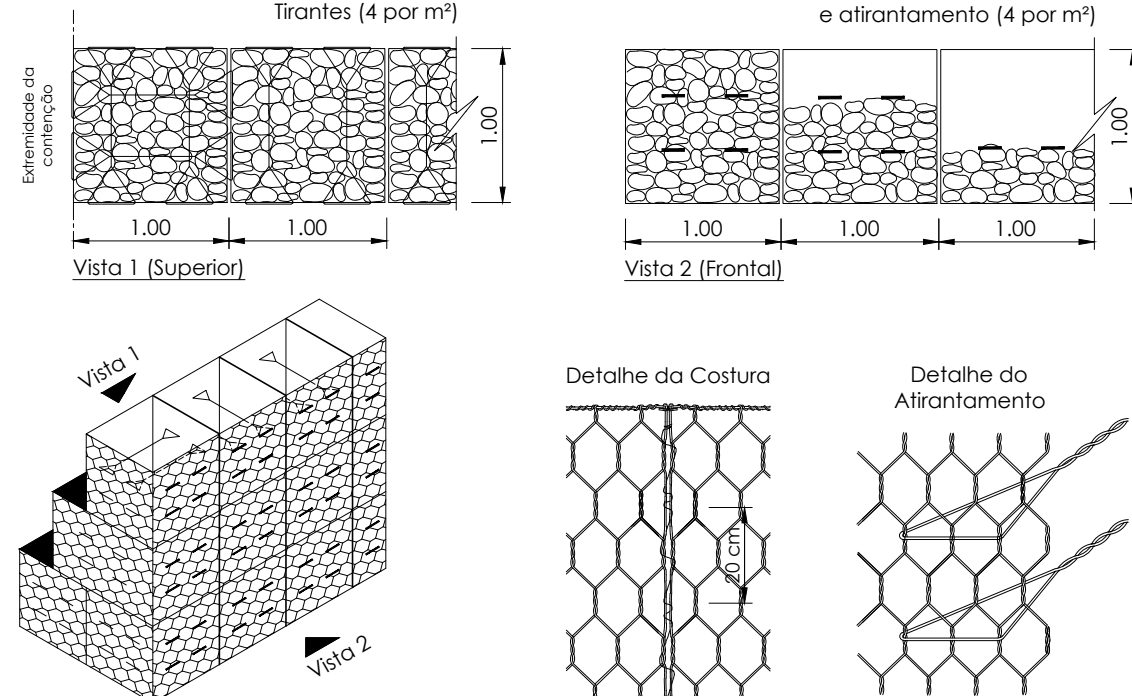 Tirantes (4 por m²)
e atirantamento (4 por m²)
Extremidade da
contenção
1.00
1.00
1.00
1.00
1.00
1.00
1.00
Vista 1 (Superior)
Vista 2 (Frontal)
Vista 1
Vista 2
Detalhe da Costura
20 cm
Detalhe do
Atirantamento